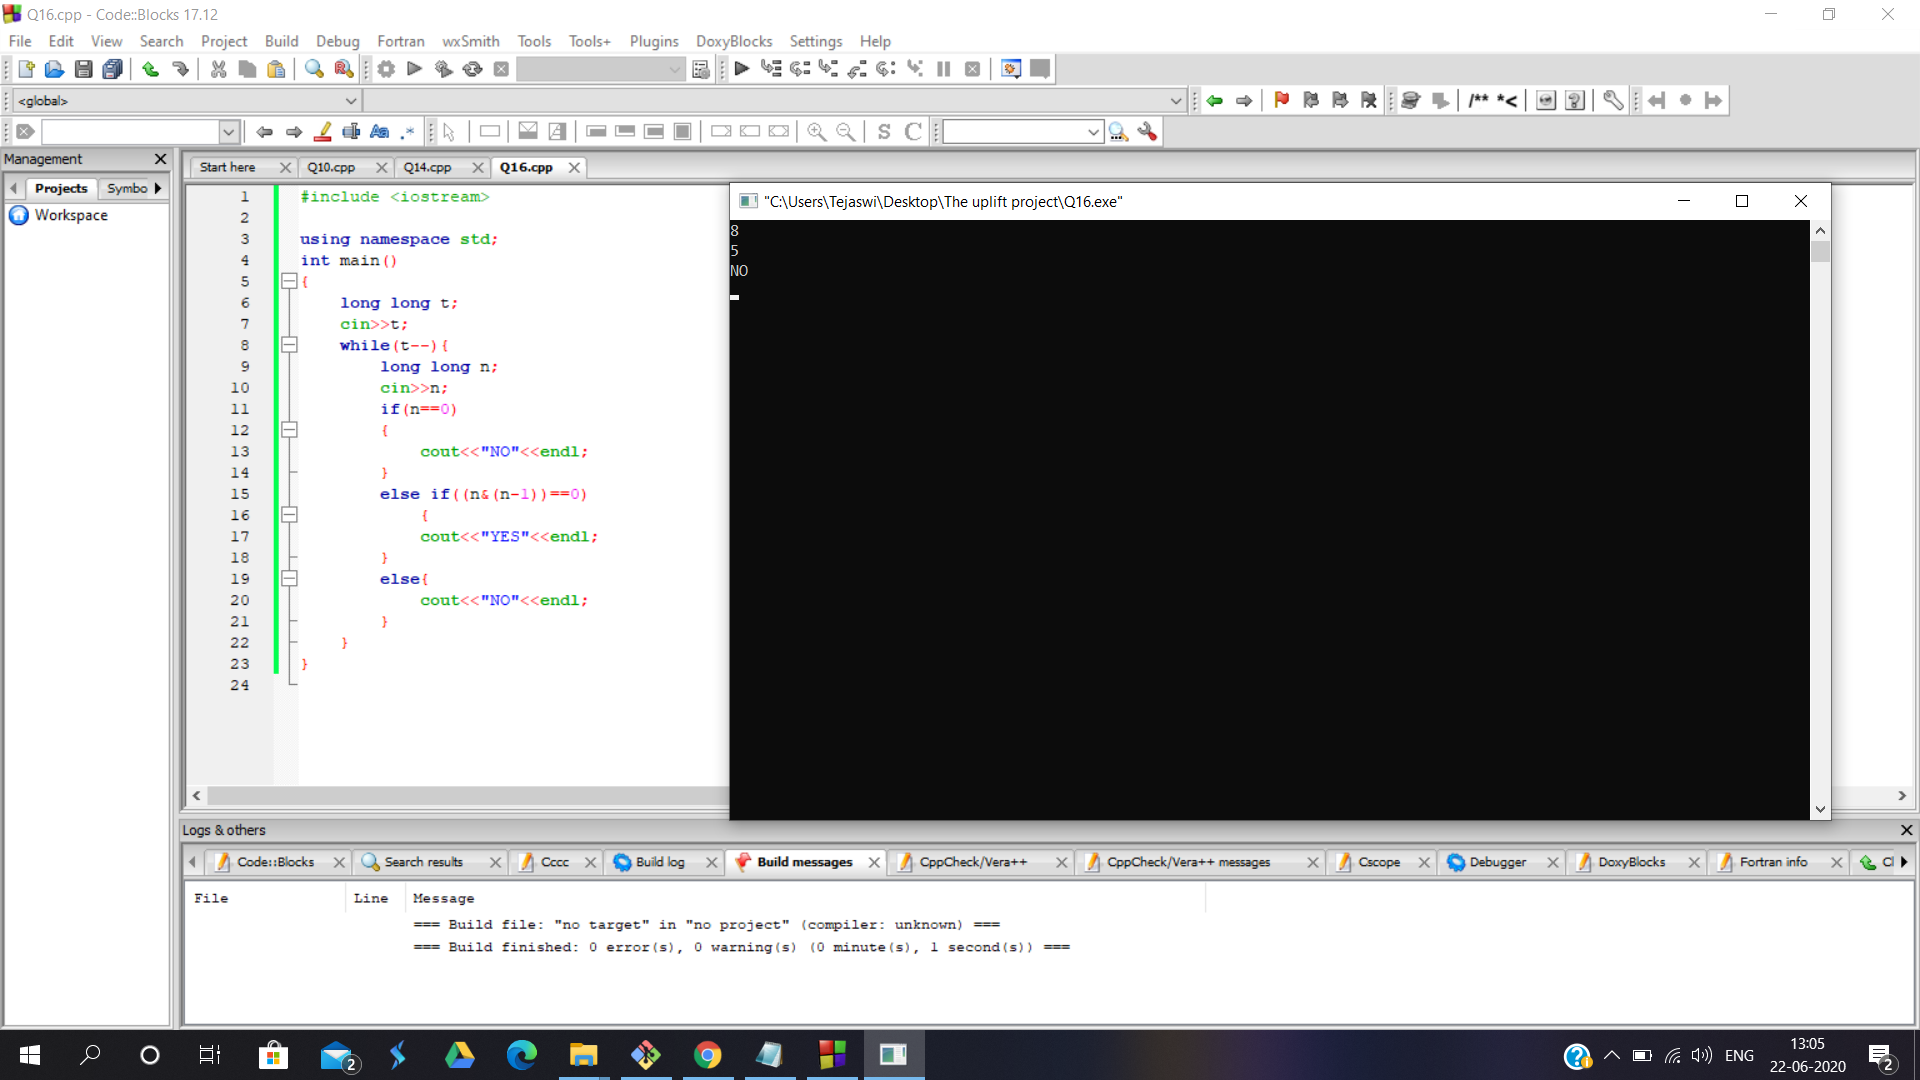 Q16.cpp - Code::Blocks 17.12
File Edit View Search Project Build Debug Fortran wxSmith Tools Tools+ Plugins DoxyBlocks Settings Help
<global>
/** *<
S C
Management
Start here Q10.cpp Q14.cpp Q16.cpp
Projects Symbo
Workspace
1 #include <iostream>
2
3 using namespace std;
4 int main()
5 {
6 long long t;
7 cin>>t;
8 while(t--){
9 long long n;
10 cin>>n;
11 if(n==0)
12 {
13 cout<<"NO"<<endl;
14 }
15 else if((n&(n-1))==0)
16 {
17 cout<<"YES"<<endl;
18 }
19 else{
20 cout<<"NO"<<endl;
21 }
22 }
23 }
24
"C:\Users\Tejaswi\Desktop\The uplift project\Q16.exe"
8
5
NO
Logs & others
Code::Blocks Search results Cccc Build log Build messages CppCheck/Vera++ CppCheck/Vera++ messages Cscope Debugger DoxyBlocks Fortran info Cl
File Line Message
=== Build file: "no target" in "no project" (compiler: unknown) ===
=== Build finished: 0 error(s), 0 warning(s) (0 minute(s), 1 second(s)) ===
2
ENG
13:05
22-06-2020
2